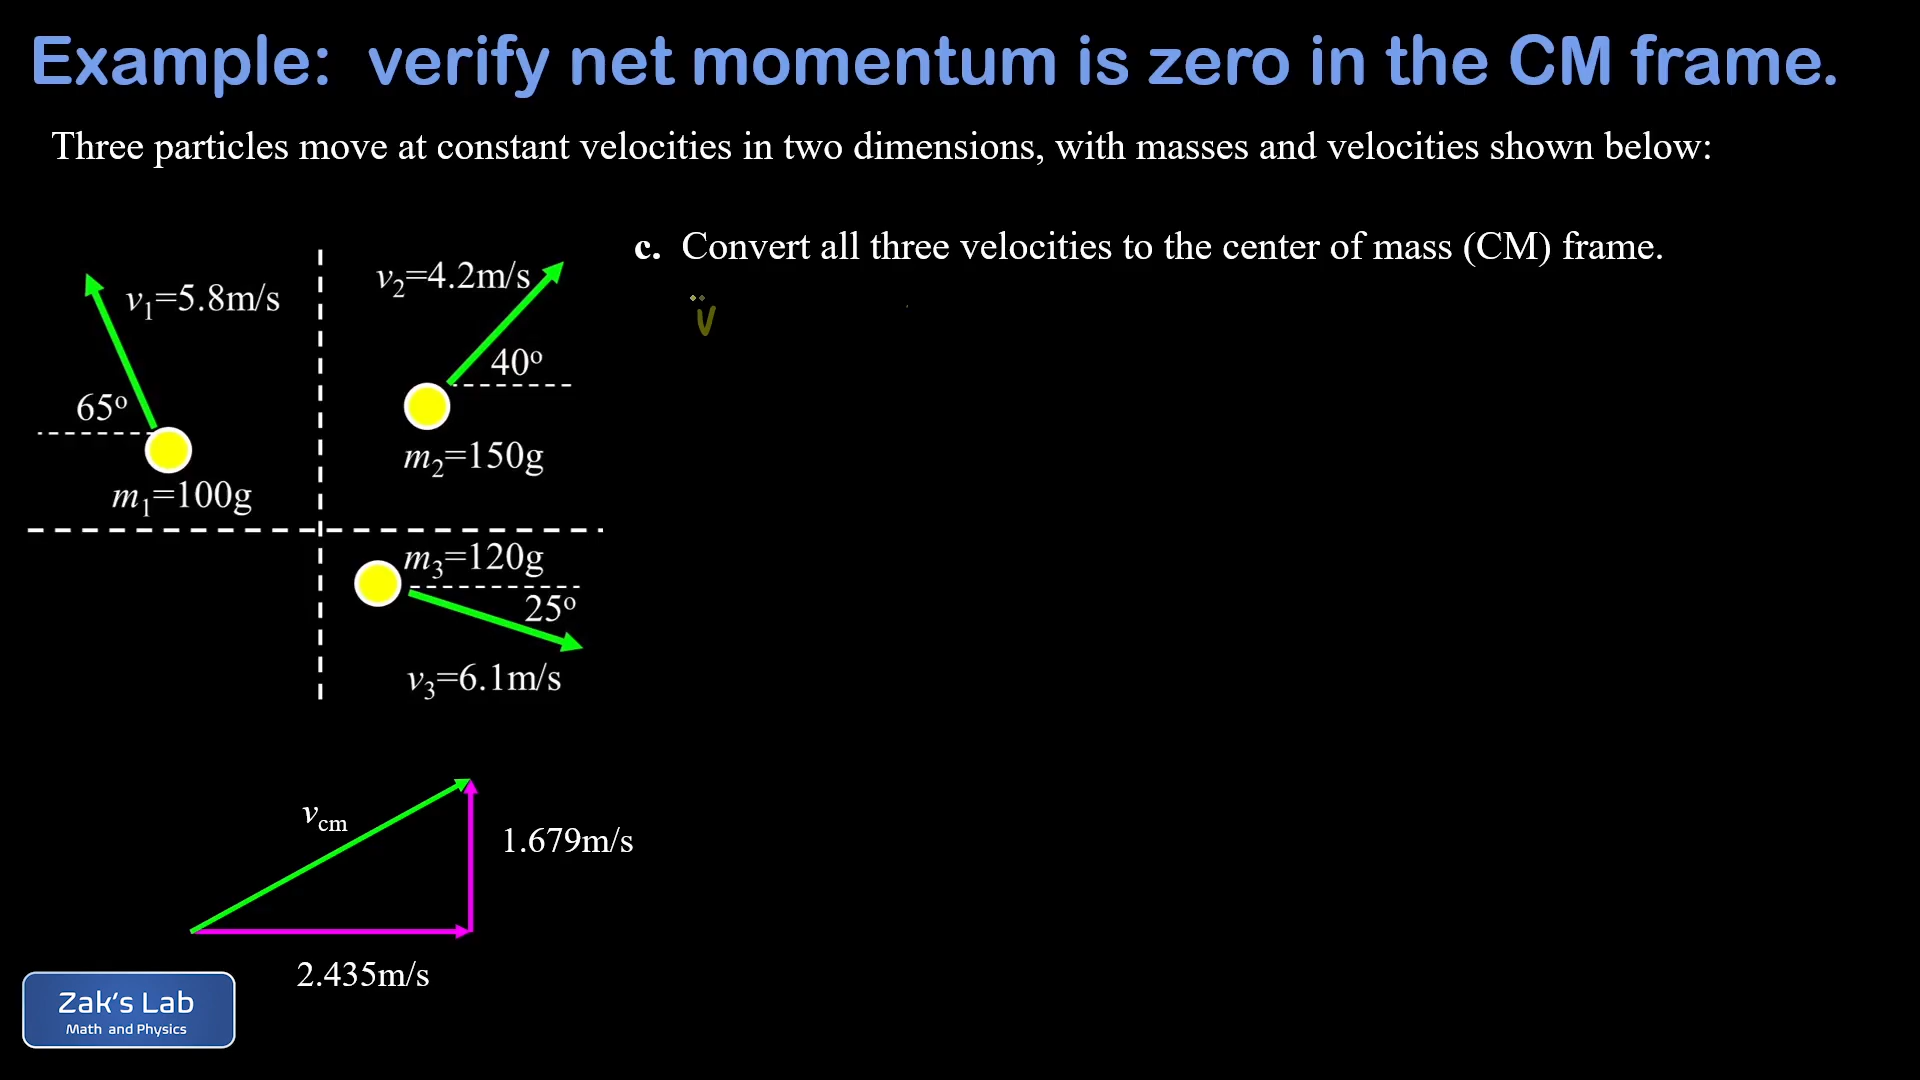 Example: verify net momentum is zero in the CM frame.
Three particles move at constant velocities in two dimensions, with masses and velocities shown below:
c. Convert all three velocities to the center of mass (CM) frame.
v
v₁=5.8m/s
v₂=4.2m/s
40º
65º
m₂=150g
m₁=100g
m₃=120g
25º
v₃=6.1m/s
vcm
1.679m/s
2.435m/s
Zak's Lab
Math and Physics